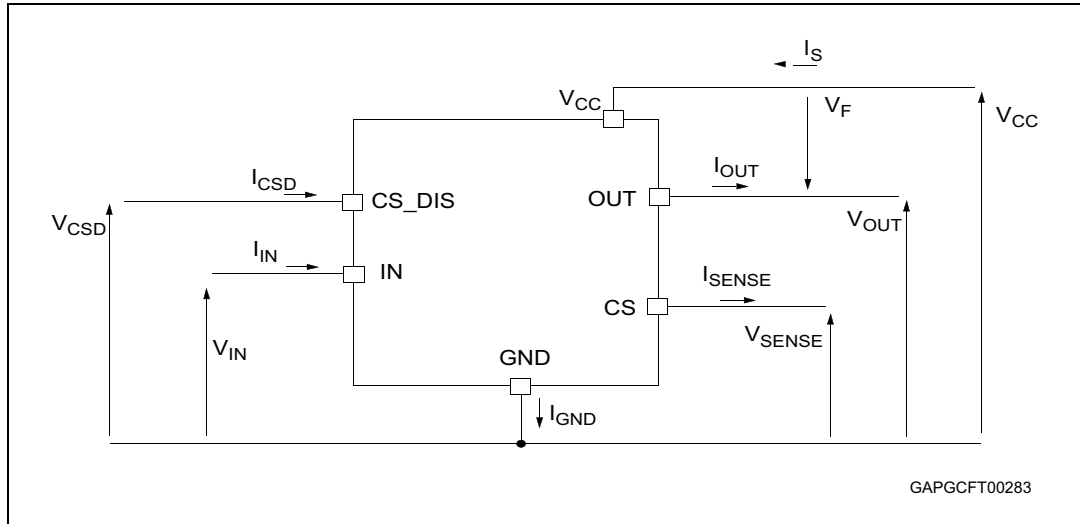 I_S
V_CC
V_F
V_CC
I_CSD
I_OUT
CS_DIS
OUT
V_CSD
V_OUT
I_IN
IN
I_SENSE
CS
V_SENSE
V_IN
GND
I_GND
GAPGCFT00283